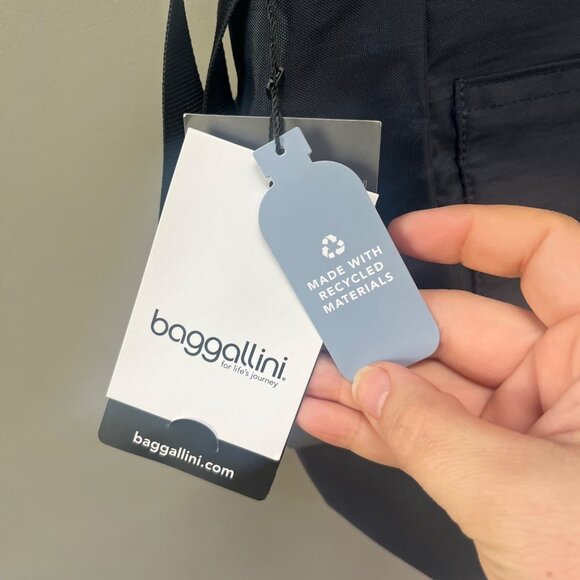 MADE WITH
RECYCLED
MATERIALS
baggallini®
for life's journey
baggallini.com